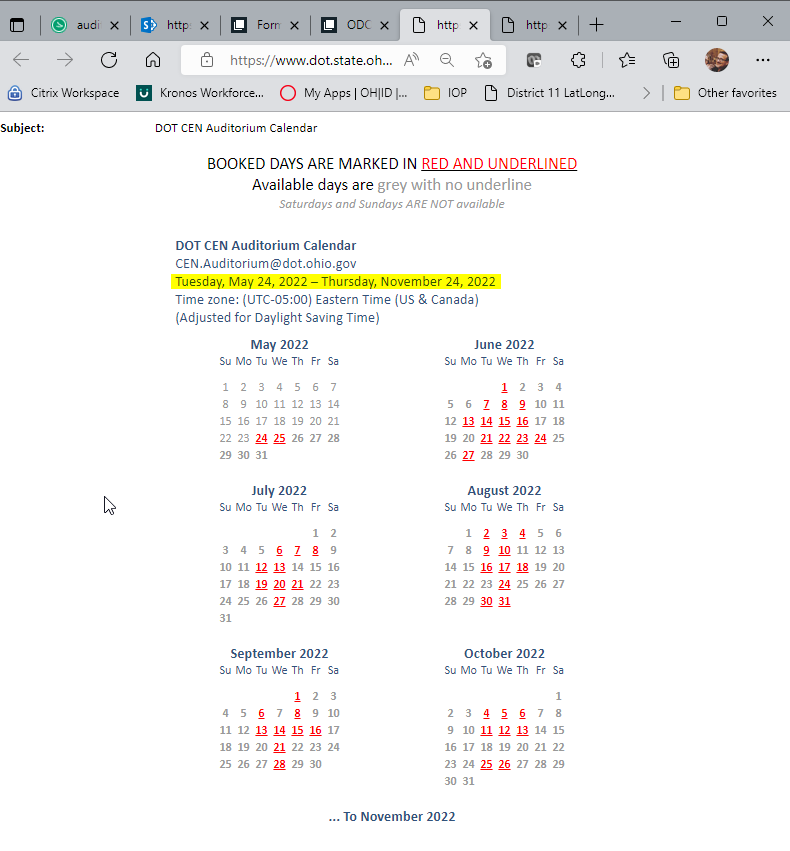 audi
http:
Forn
ODC
http
http
https://www.dot.state.oh...
Citrix Workspace
Kronos Workforce...
My Apps | OH|ID |...
IOP
District 11 LatLong...
Other favorites
Subject: DOT CEN Auditorium Calendar
BOOKED DAYS ARE MARKED IN RED AND UNDERLINED
Available days are grey with no underline
Saturdays and Sundays ARE NOT available
DOT CEN Auditorium Calendar
CEN.Auditorium@dot.ohio.gov
Tuesday, May 24, 2022 – Thursday, November 24, 2022
Time zone: (UTC-05:00) Eastern Time (US & Canada)
(Adjusted for Daylight Saving Time)
May 2022
Su Mo Tu We Th Fr Sa
1 2 3 4 5 6 7
8 9 10 11 12 13 14
15 16 17 18 19 20 21
22 23 24 25 26 27 28
29 30 31
June 2022
Su Mo Tu We Th Fr Sa
1 2 3 4
5 6 7 8 9 10 11
12 13 14 15 16 17 18
19 20 21 22 23 24 25
26 27 28 29 30
July 2022
Su Mo Tu We Th Fr Sa
1 2
3 4 5 6 7 8 9
10 11 12 13 14 15 16
17 18 19 20 21 22 23
24 25 26 27 28 29 30
31
August 2022
Su Mo Tu We Th Fr Sa
1 2 3 4 5 6
7 8 9 10 11 12 13
14 15 16 17 18 19 20
21 22 23 24 25 26 27
28 29 30 31
September 2022
Su Mo Tu We Th Fr Sa
1 2 3
4 5 6 7 8 9 10
11 12 13 14 15 16 17
18 19 20 21 22 23 24
25 26 27 28 29 30
October 2022
Su Mo Tu We Th Fr Sa
1
2 3 4 5 6 7 8
9 10 11 12 13 14 15
16 17 18 19 20 21 22
23 24 25 26 27 28 29
30 31
... To November 2022